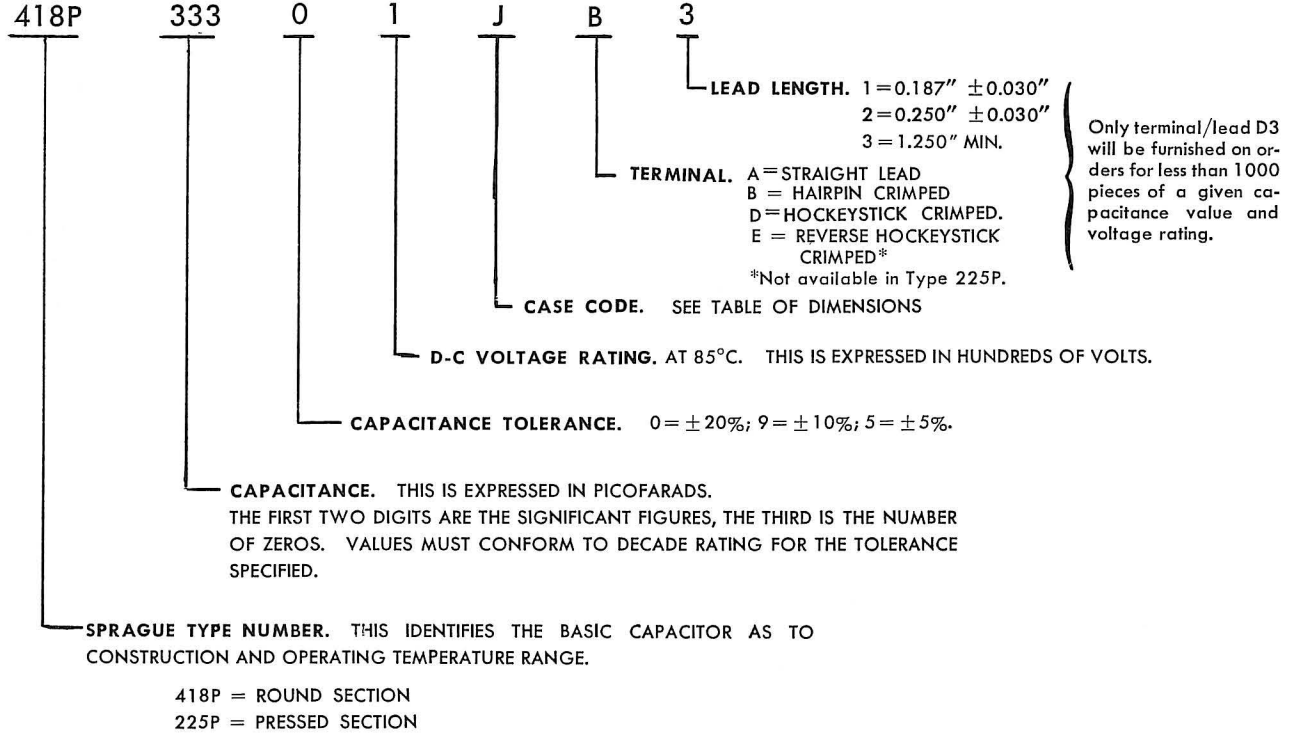 418P 333 0 1 J B 3
LEAD LENGTH. 1=0.187" ±0.030"
2=0.250" ±0.030"
3=1.250" MIN.
Only terminal/lead D3
will be furnished on or-
ders for less than 1000
pieces of a given ca-
pacitance value and
voltage rating.
TERMINAL. A=STRAIGHT LEAD
B = HAIRPIN CRIMPED
D=HOCKEYSTICK CRIMPED.
E = REVERSE HOCKEYSTICK
CRIMPED*
*Not available in Type 225P.
CASE CODE. SEE TABLE OF DIMENSIONS
D-C VOLTAGE RATING. AT 85°C. THIS IS EXPRESSED IN HUNDREDS OF VOLTS.
CAPACITANCE TOLERANCE. 0=±20%; 9=±10%; 5=±5%.
CAPACITANCE. THIS IS EXPRESSED IN PICOFARADS.
THE FIRST TWO DIGITS ARE THE SIGNIFICANT FIGURES, THE THIRD IS THE NUMBER
OF ZEROS. VALUES MUST CONFORM TO DECADE RATING FOR THE TOLERANCE
SPECIFIED.
SPRAGUE TYPE NUMBER. THIS IDENTIFIES THE BASIC CAPACITOR AS TO
CONSTRUCTION AND OPERATING TEMPERATURE RANGE.
418P = ROUND SECTION
225P = PRESSED SECTION